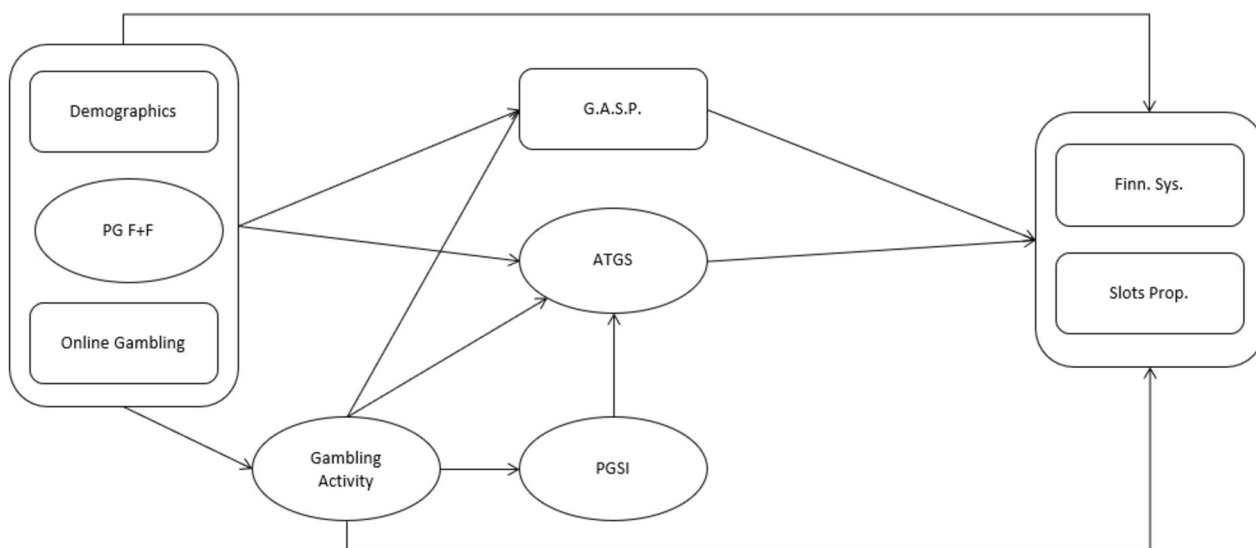 Demographics
PG F+F
Online Gambling
G.A.S.P.
ATGS
Gambling
Activity
PGSI
Finn. Sys.
Slots Prop.